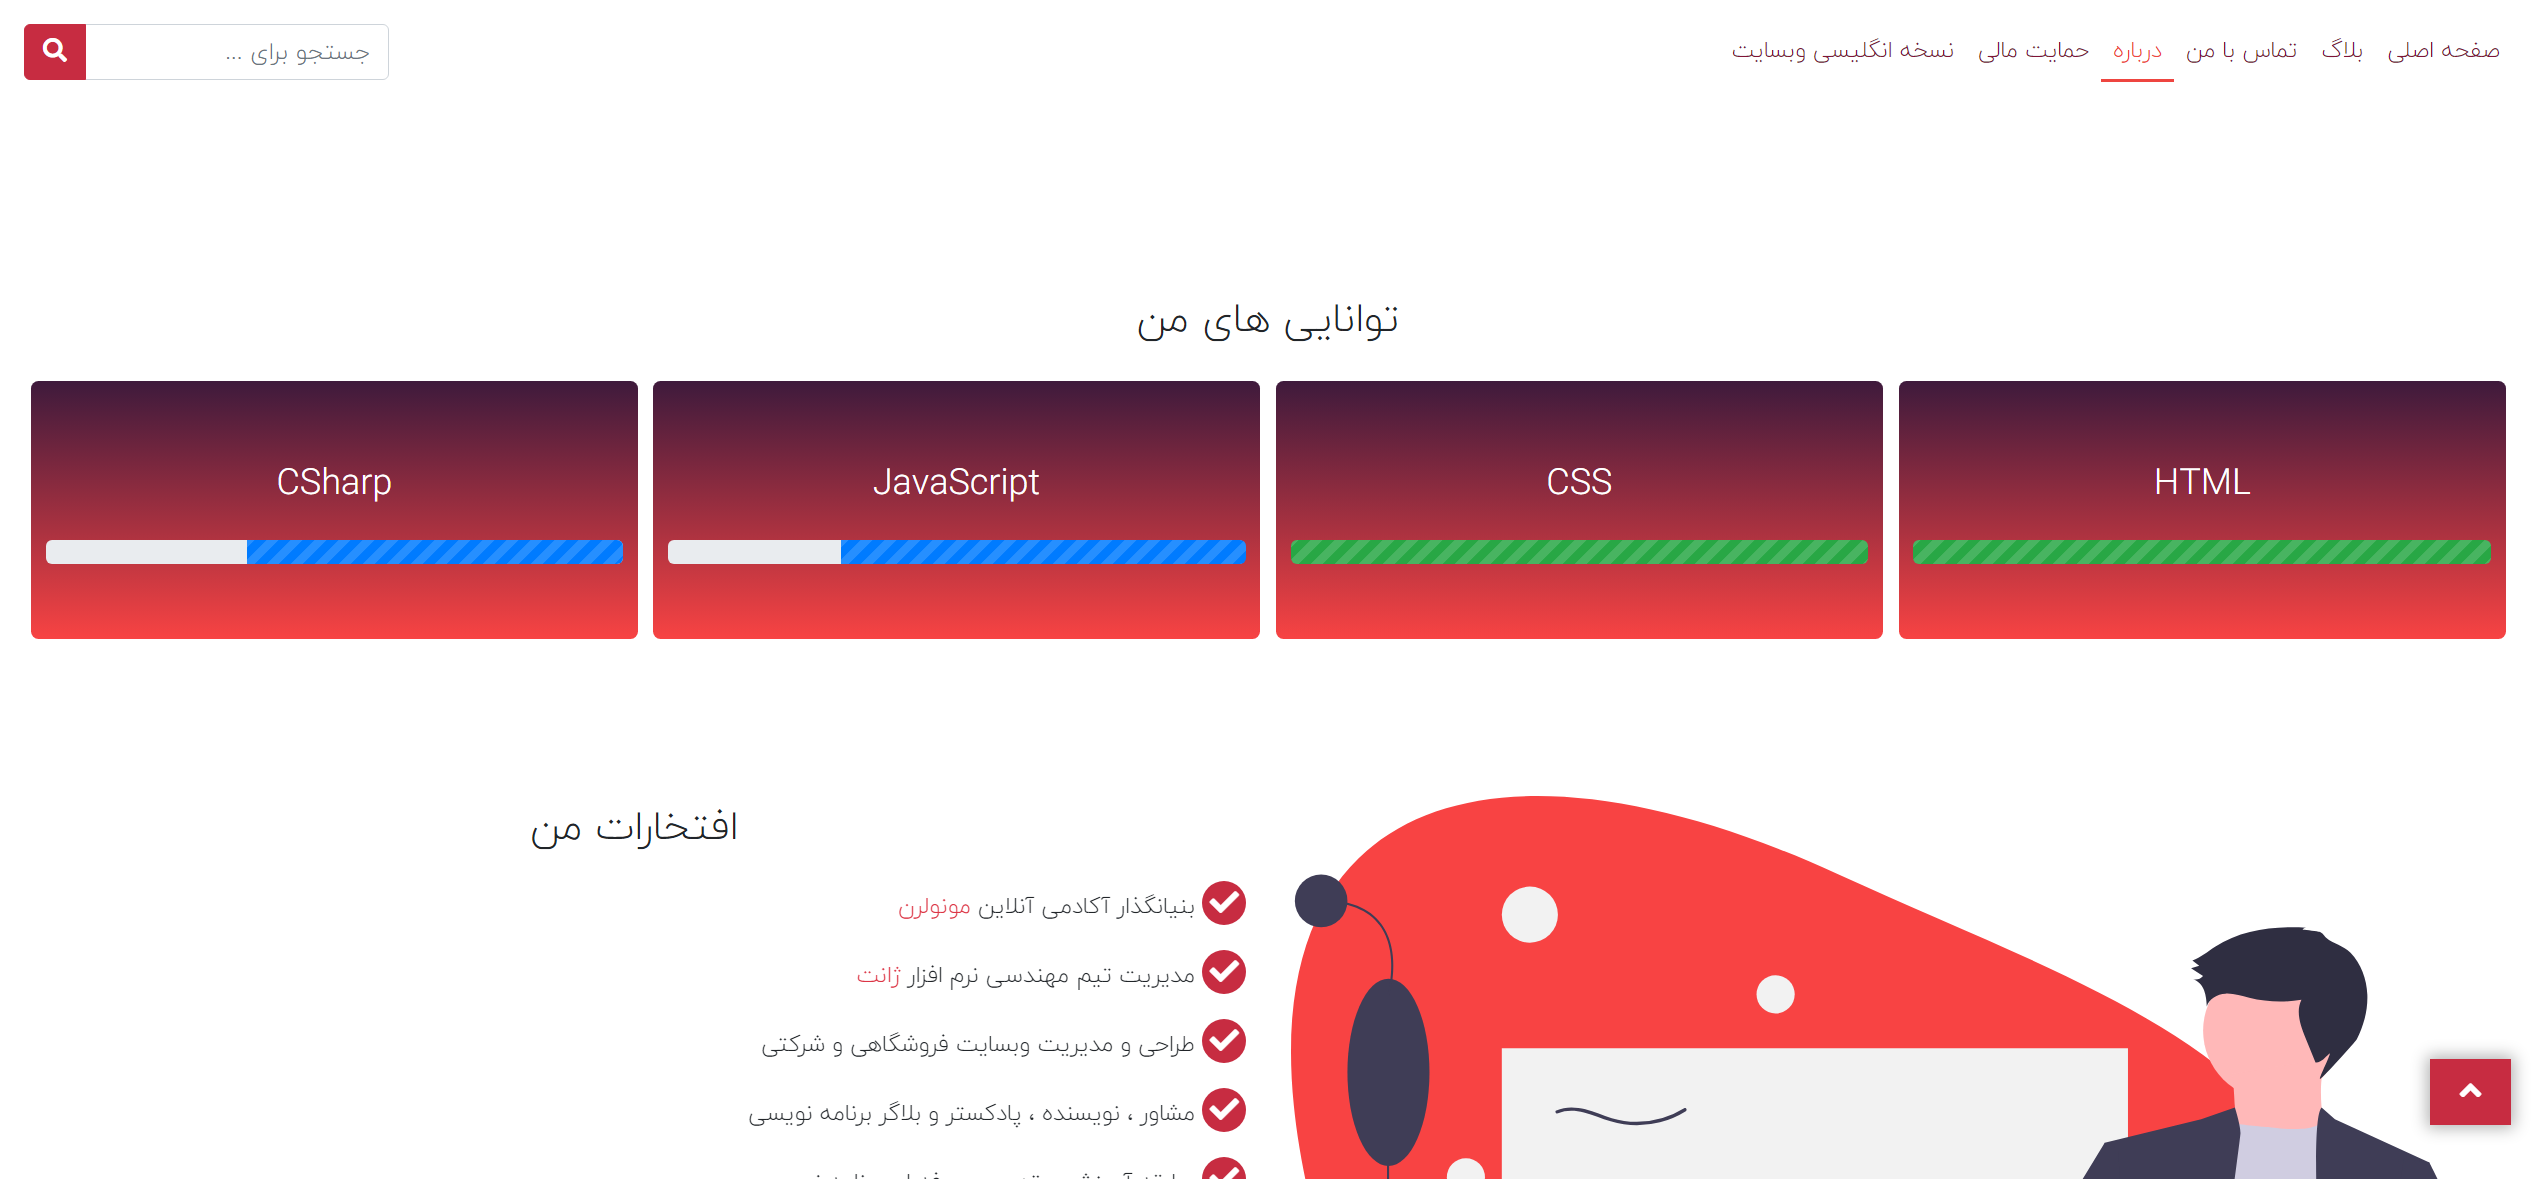 صفحه اصلی
بلاگ
تماس با من
درباره
حمایت مالی
نسخه انگلیسی وبسایت
جستجو برای ...
توانایی های من
HTML
CSS
JavaScript
CSharp
افتخارات من
بنیانگذار آکادمی آنلاین مونولرن
مدیریت تیم مهندسی نرم افزار ژانت
طراحی و مدیریت وبسایت فروشگاهی و شرکتی
مشاور ، نویسنده ، پادکستر و بلاگر برنامه نویسی